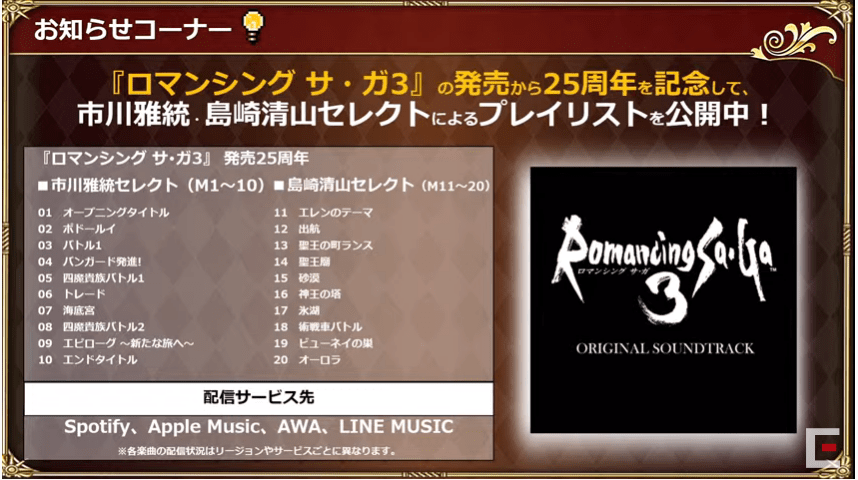 お知らせコーナー
『ロマンシング サ・ガ3』の発売から25周年を記念して、
市川雅統・島崎清山セレクトによるプレイリストを公開中！
『ロマンシング サ・ガ3』 発売25周年
■市川雅統セレクト（M1～10）
01 オープニングタイトル
02 ポドールイ
03 バトル1
04 バンガード発進!
05 四魔貴族バトル1
06 トレード
07 海底宮
08 四魔貴族バトル2
09 エピローグ ～新たな旅へ～
10 エンドタイトル
■島崎清山セレクト（M11～20）
11 エレンのテーマ
12 出航
13 聖王の町ランス
14 聖王廟
15 砂漠
16 神王の塔
17 氷湖
18 術戦車バトル
19 ビューネイの巣
20 オーロラ
配信サービス先
Spotify、Apple Music、AWA、LINE MUSIC
※各楽曲の配信状況はリージョンやサービスごとに異なります。
Romancing Sa・Ga
ロマンシング サ・ガ
3
ORIGINAL SOUNDTRACK